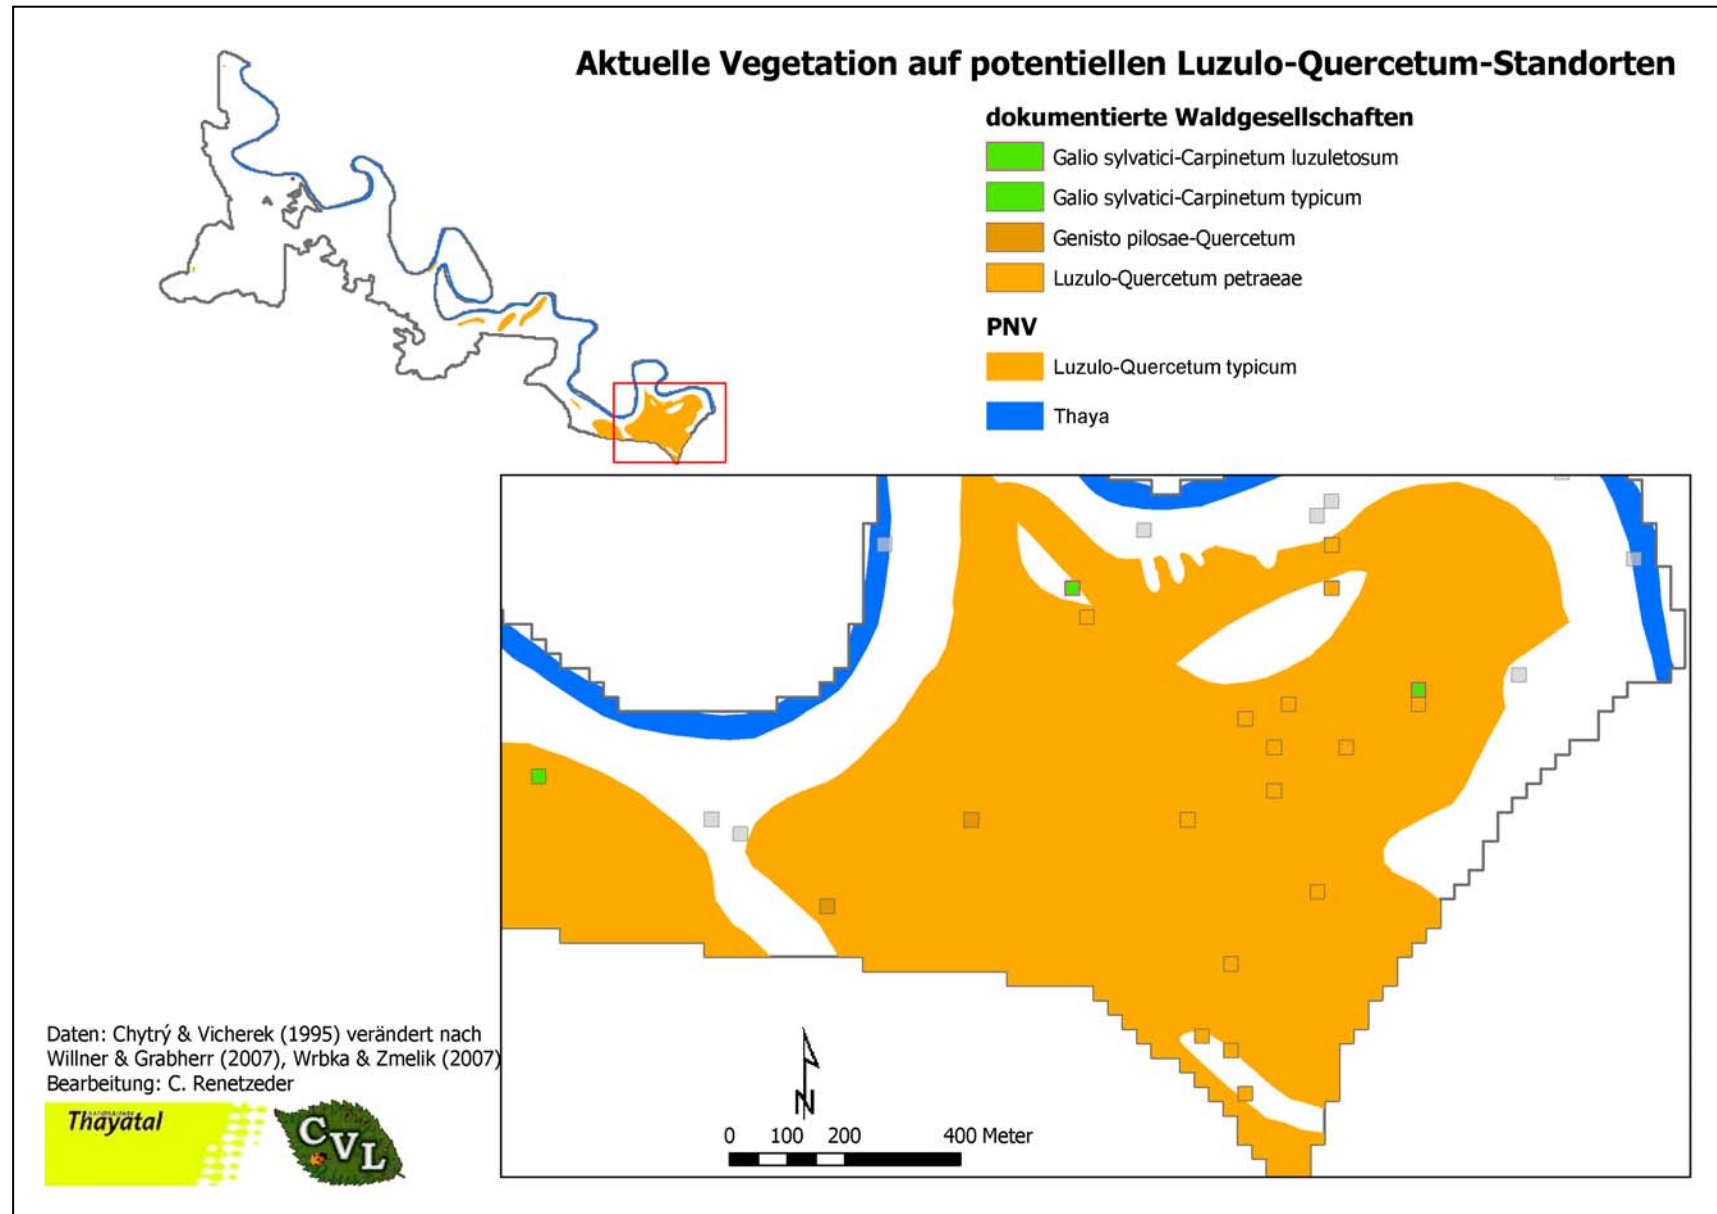 Aktuelle Vegetation auf potentiellen Luzulo-Quercetum-Standorten
dokumentierte Waldgesellschaften
Galio sylvatici-Carpinetum luzuletosum
Galio sylvatici-Carpinetum typicum
Genisto pilosae-Quercetum
Luzulo-Quercetum petraeae
PNV
Luzulo-Quercetum typicum
Thaya
Daten: Chytrý & Vicherek (1995) verändert nach
Willner & Grabherr (2007), Wrbka & Zmelik (2007)
Bearbeitung: C. Renetzeder
NATIONALPARK
Thayatal
CVL
N
0 100 200 400 Meter